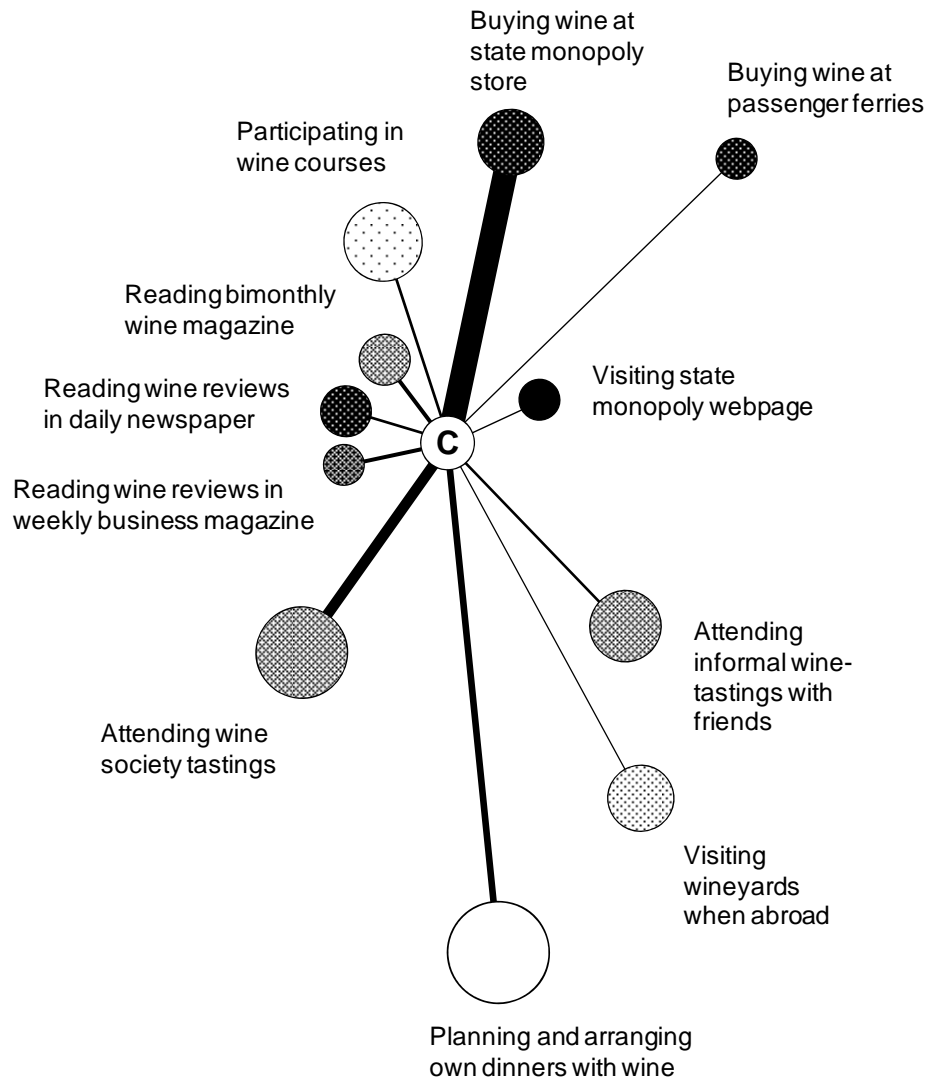 Buying wine at
state monopoly
store
Buying wine at
passenger ferries
Participating in
wine courses
Reading bimonthly
wine magazine
Reading wine reviews
in daily newspaper
Visiting state
monopoly webpage
C
Reading wine reviews in
weekly business magazine
Attending
informal wine-
tastings with
friends
Attending wine
society tastings
Visiting
wineyards
when abroad
Planning and arranging
own dinners with wine